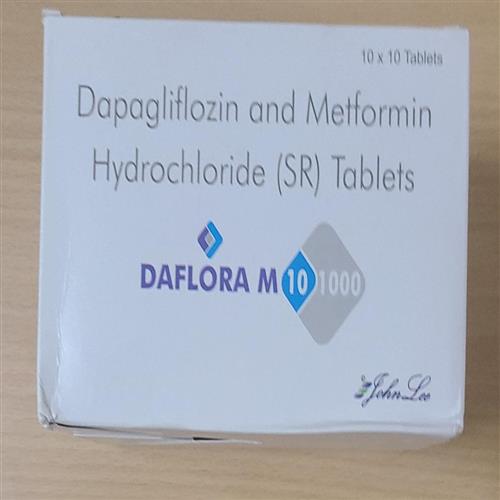 10 x 10 Tablets
Dapagliflozin and Metformin
Hydrochloride (SR) Tablets
DAFLORA M 10 1000
John Lee